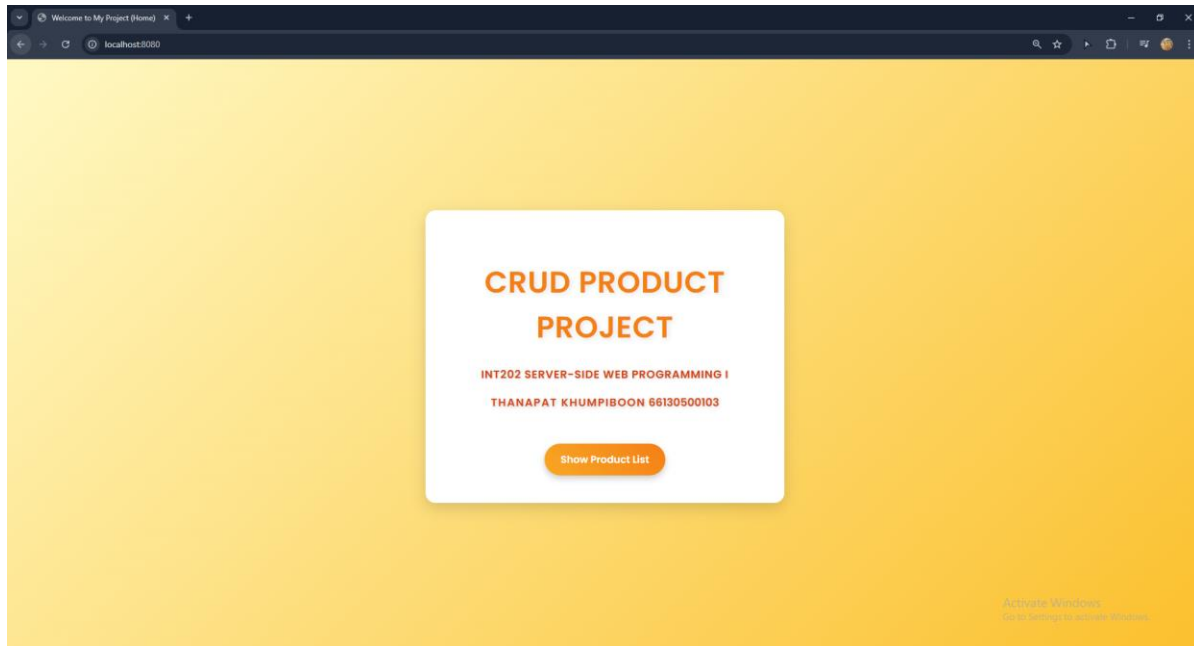 Welcome to My Project (Home)
localhost:8080
CRUD PRODUCT
PROJECT
INT202 SERVER-SIDE WEB PROGRAMMING I
THANAPAT KHUMPIBOON 66130500103
Show Product List
Activate Windows
Go to Settings to activate Windows.